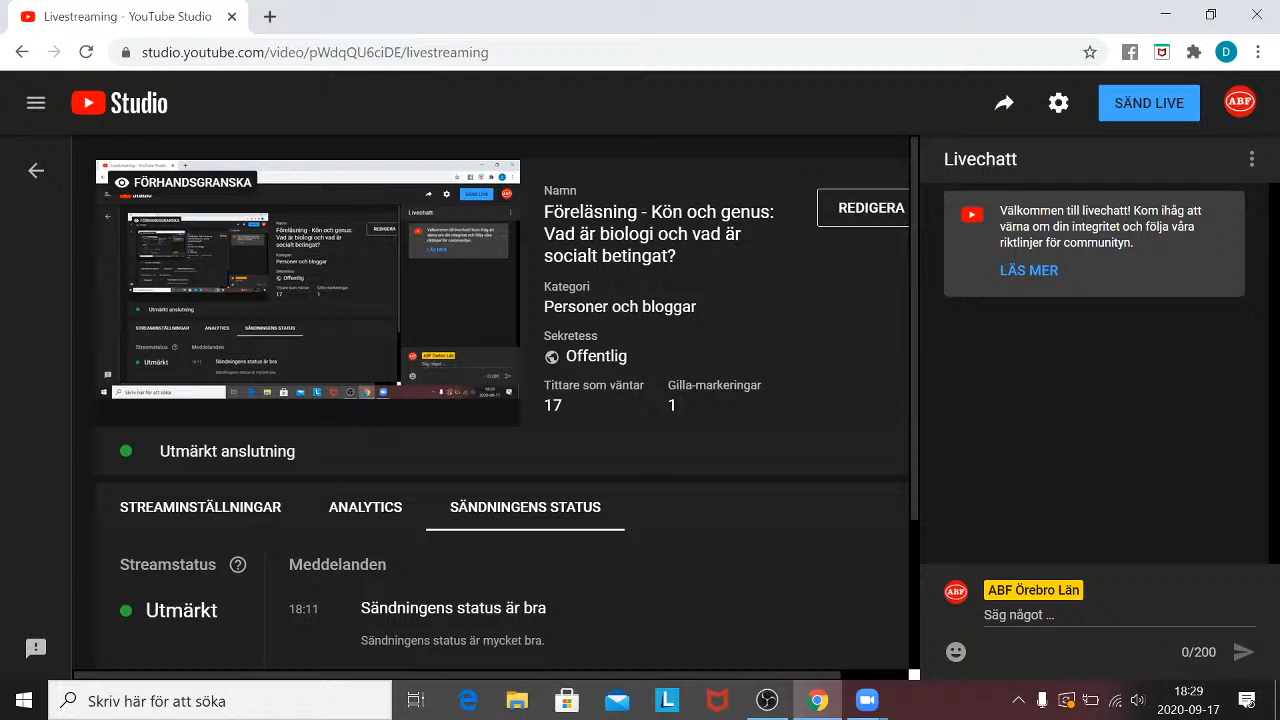 Livestreaming - YouTube Studio
studio.youtube.com/video/pWdqQU6ciDE/livestreaming
D
Studio
SÄND LIVE
ABF
FÖRHANDSGRANSKA
Namn
Föreläsning - Kön och genus:
Vad är biologi och vad är
socialt betingat?
REDIGERA
Kategori
Personer och bloggar
Sekretess
Offentlig
Tittare som väntar
Gilla-markeringar
17
1
Utmärkt anslutning
STREAMINSTÄLLNINGAR
ANALYTICS
SÄNDNINGENS STATUS
Streamstatus
Meddelanden
Utmärkt
18:11
Sändningens status är bra
Sändningens status är mycket bra.
Livechatt
Välkommen till livechatt! Kom ihåg att
värna om din integritet och följa våra
riktlinjer för communityn.
LÄS MER
ABF
ABF Örebro Län
Säg något ...
0/200
Skriv här för att söka
18:29
2020-09-17